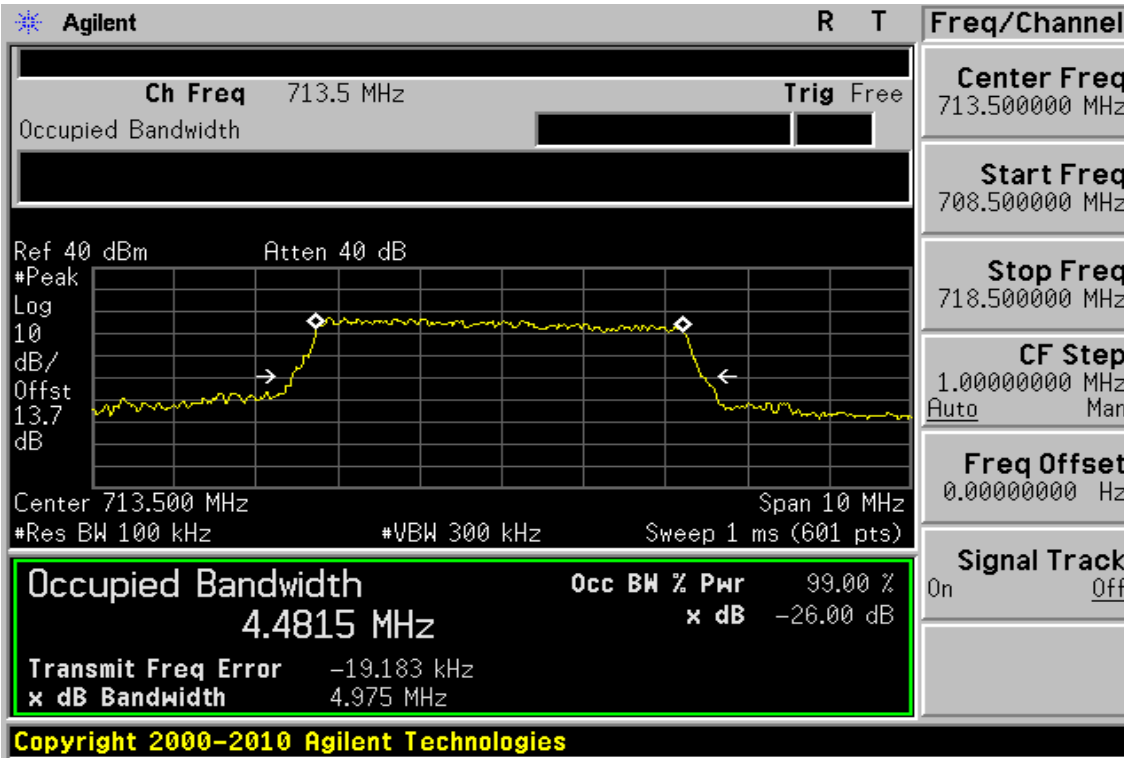 Agilent R T
Ch Freq 713.5 MHz Trig Free
Occupied Bandwidth
Ref 40 dBm Atten 40 dB
#Peak
Log
10
dB/
Offst
13.7
dB
Center 713.500 MHz Span 10 MHz
#Res BW 100 kHz #VBW 300 kHz Sweep 1 ms (601 pts)
Occupied Bandwidth Occ BW % Pwr 99.00 %
4.4815 MHz x dB -26.00 dB
Transmit Freq Error -19.183 kHz
x dB Bandwidth 4.975 MHz
Copyright 2000-2010 Agilent Technologies
Freq/Channel
Center Freq
713.500000 MHz
Start Freq
708.500000 MHz
Stop Freq
718.500000 MHz
CF Step
1.00000000 MHz
Auto Man
Freq Offset
0.00000000 Hz
Signal Track
On Off